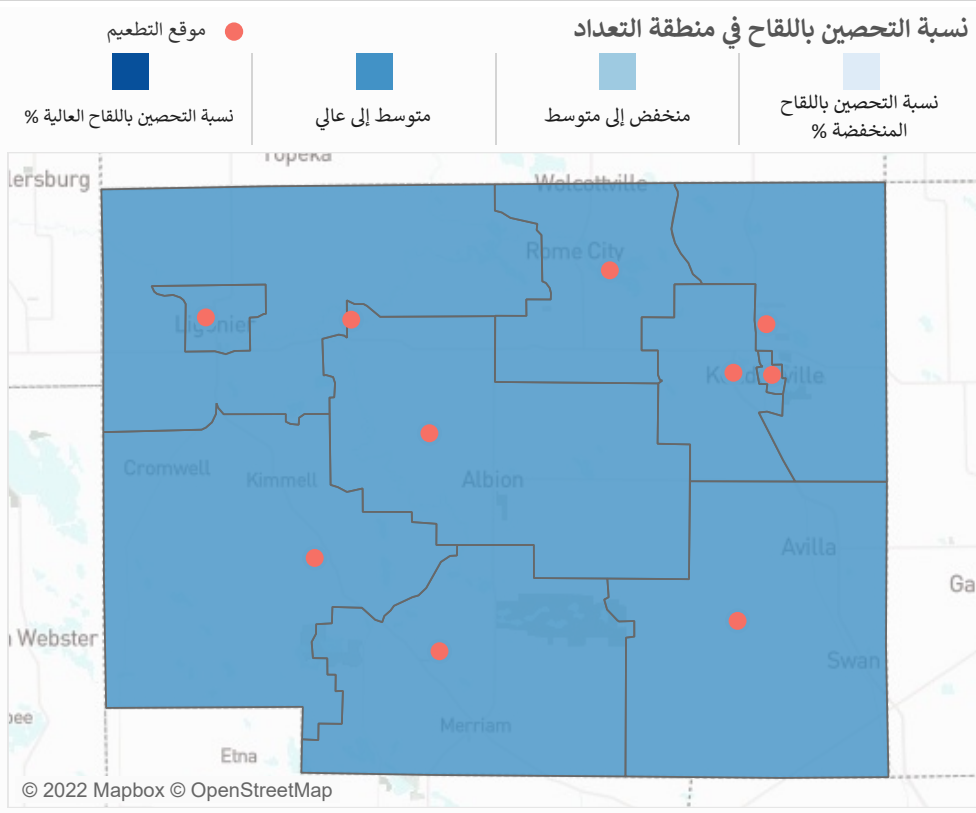 نسبة التحصين باللقاح في منطقة التعداد
موقع التطعيم
نسبة التحصين باللقاح المنخفضة %
منخفض إلى متوسط
متوسط إلى عالي
نسبة التحصين باللقاح العالية %
Topeka
lersburg
Wolcottville
Rome City
Ligonier
Cromwell
Kimmell
Albion
Avilla
Ga
Webster
Swan
bee
Merriam
Etna
© 2022 Mapbox © OpenStreetMap